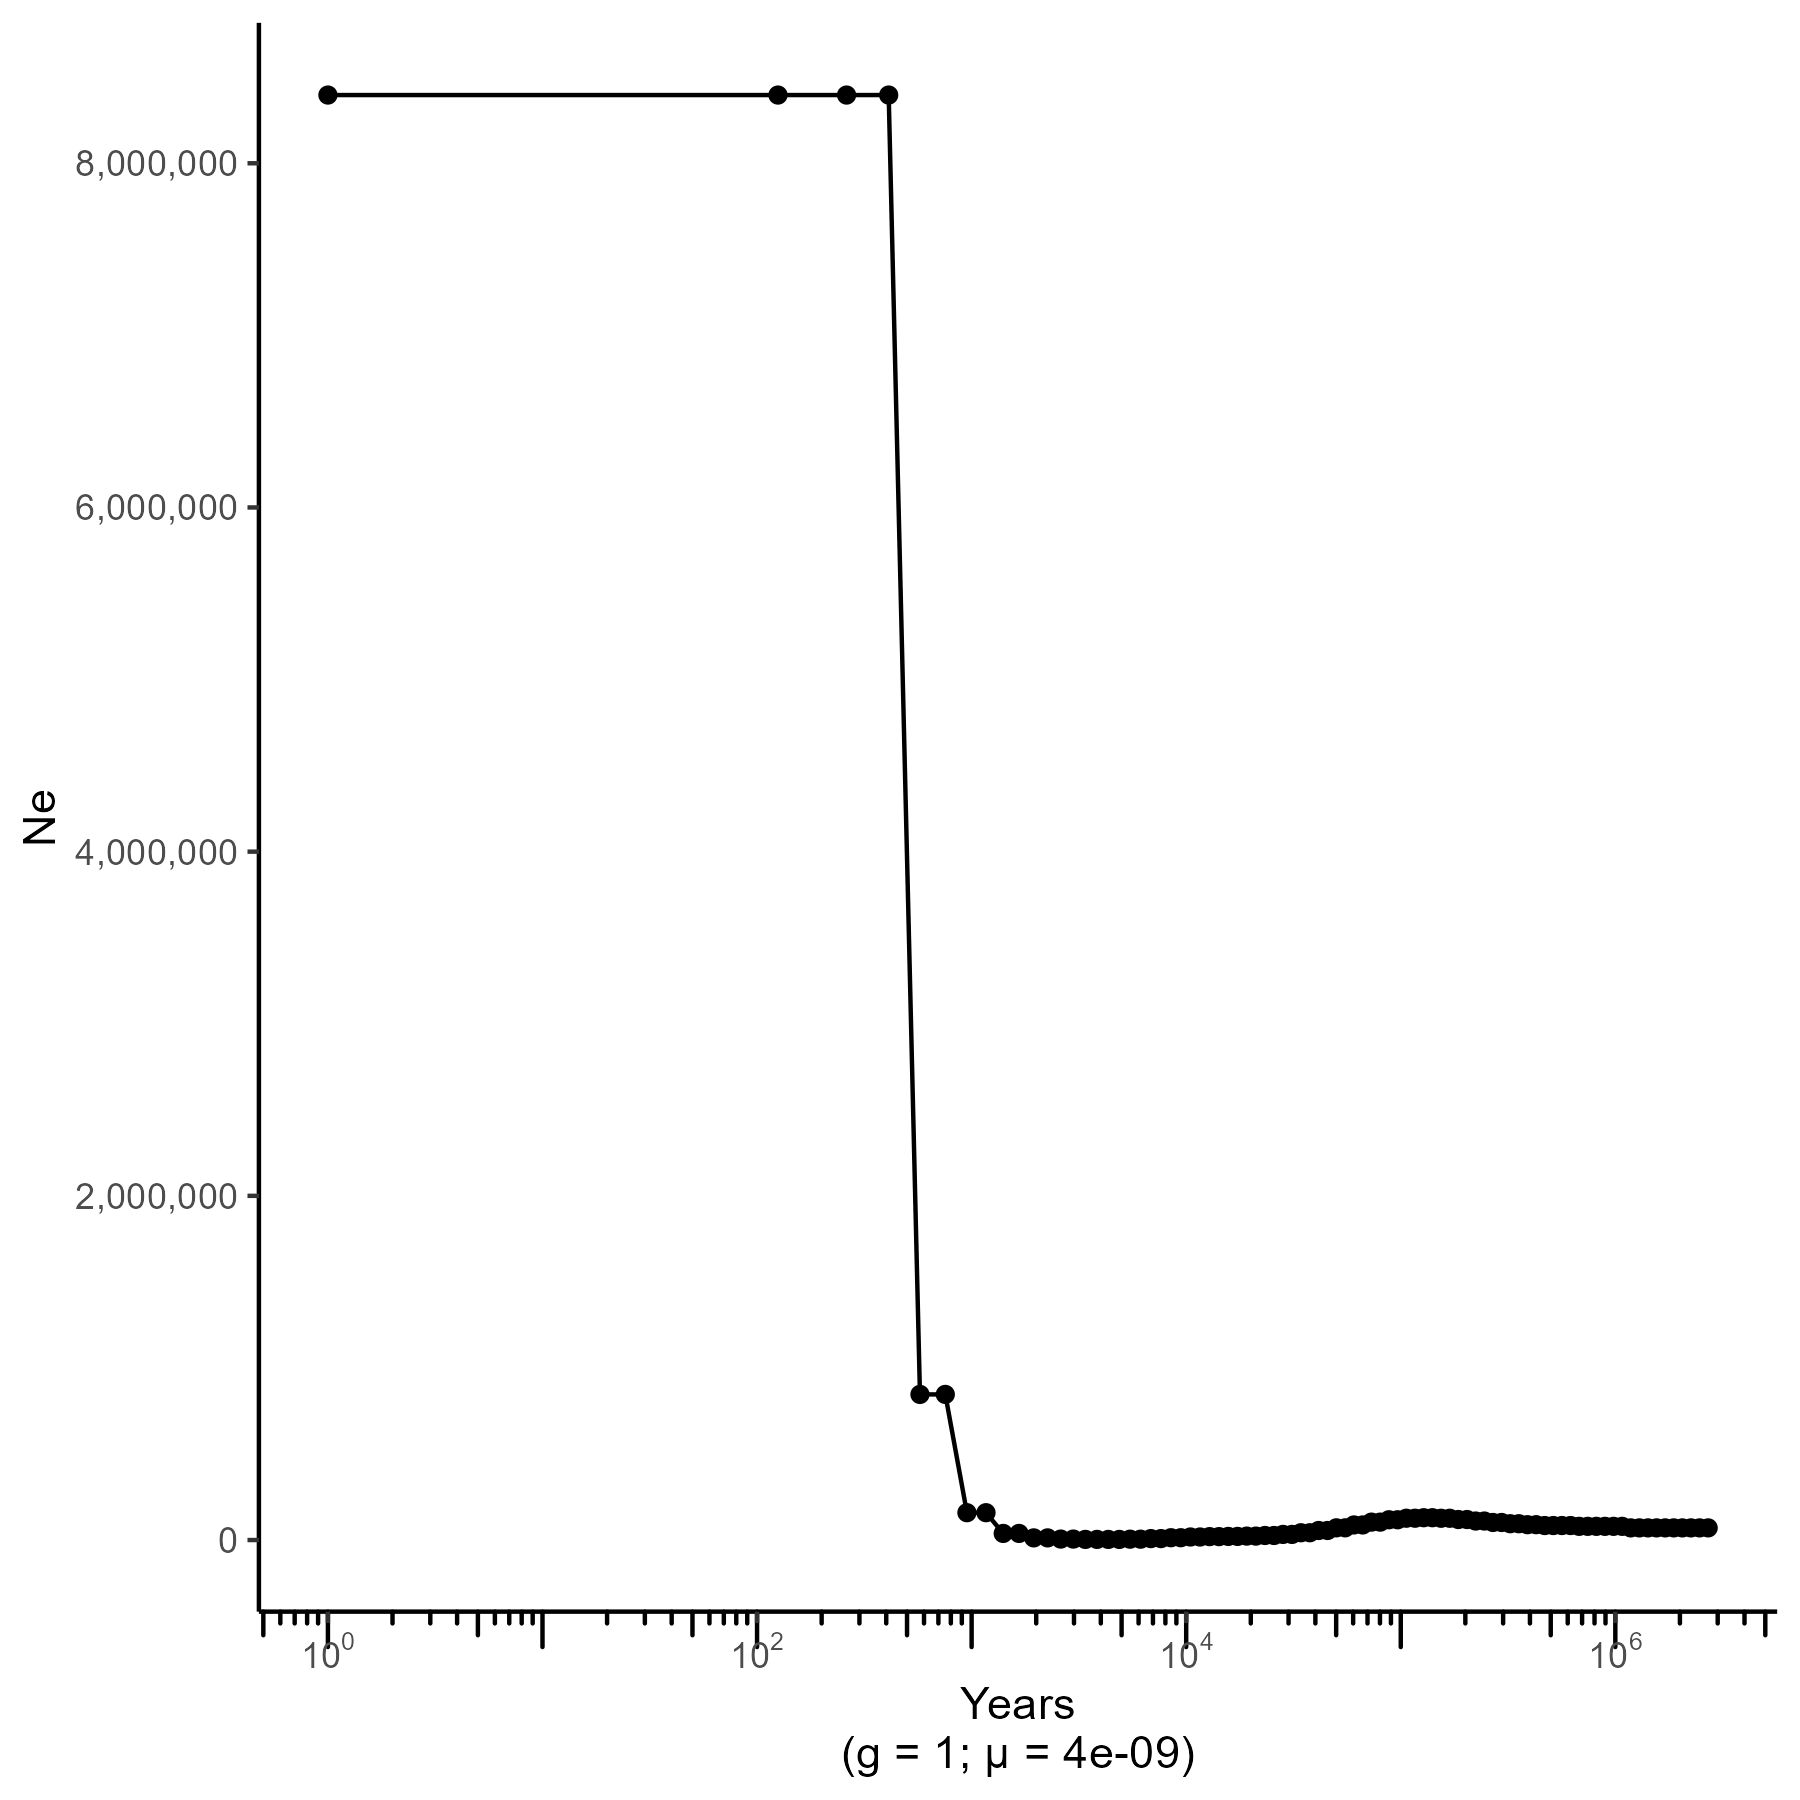 Ne
8,000,000
6,000,000
4,000,000
2,000,000
0
10⁰ 10² 10⁴ 10⁶
Years
(g = 1; μ = 4e-09)